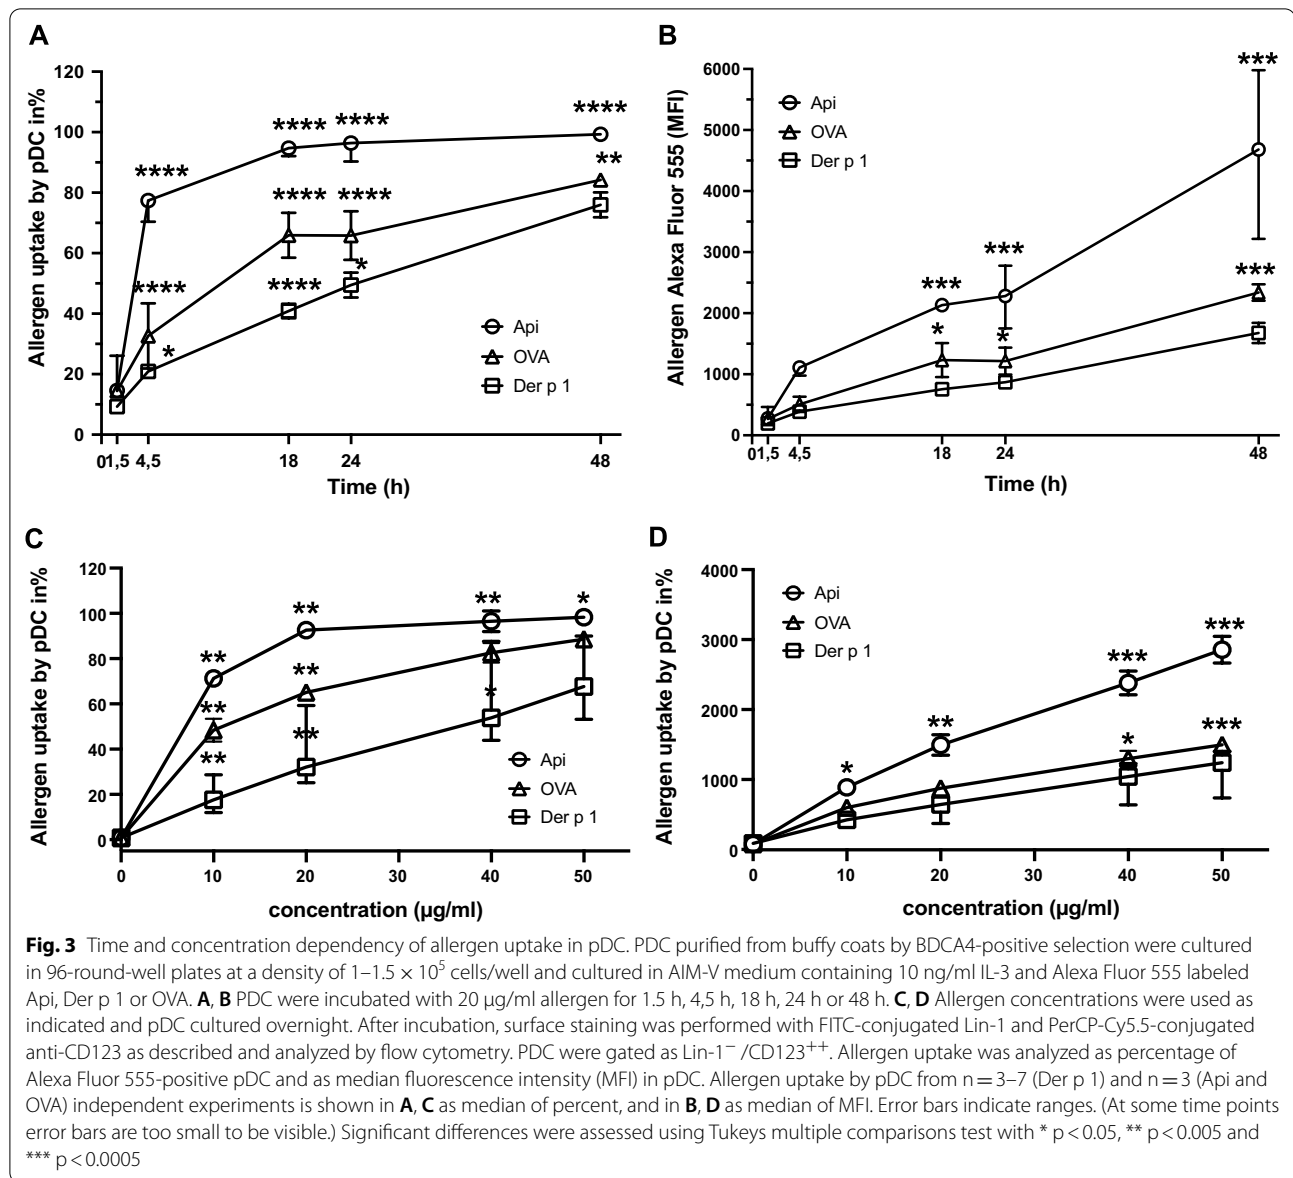 A
Allergen uptake by pDC in%
120
100
80
60
40
20
0
**** **** **** ****
**
**** ****
****
****
*
*
Api
OVA
Der p 1
01,5 4,5 18 24 48
Time (h)
B
Allergen Alexa Fluor 555 (MFI)
6000
5000
4000
3000
2000
1000
0
***
Api
OVA
Der p 1
***
***
***
*
*
01,5 4,5 18 24 48
Time (h)
C
Allergen uptake by pDC in%
120
100
80
60
40
20
0
** ** *
**
**
**
*
**
**
Api
OVA
Der p 1
0 10 20 30 40 50
concentration (µg/ml)
D
Allergen uptake by pDC in%
4000
3000
2000
1000
0
Api
OVA
Der p 1
***
***
**
***
*
*
0 10 20 30 40 50
concentration (µg/ml)
Fig. 3 Time and concentration dependency of allergen uptake in pDC. PDC purified from buffy coats by BDCA4-positive selection were cultured
in 96-round-well plates at a density of 1–1.5 × 10⁵ cells/well and cultured in AIM-V medium containing 10 ng/ml IL-3 and Alexa Fluor 555 labeled
Api, Der p 1 or OVA. A, B PDC were incubated with 20 µg/ml allergen for 1.5 h, 4,5 h, 18 h, 24 h or 48 h. C, D Allergen concentrations were used as
indicated and pDC cultured overnight. After incubation, surface staining was performed with FITC-conjugated Lin-1 and PerCP-Cy5.5-conjugated
anti-CD123 as described and analyzed by flow cytometry. PDC were gated as Lin-1⁻ /CD123⁺⁺. Allergen uptake was analyzed as percentage of
Alexa Fluor 555-positive pDC and as median fluorescence intensity (MFI) in pDC. Allergen uptake by pDC from n = 3–7 (Der p 1) and n = 3 (Api and
OVA) independent experiments is shown in A, C as median of percent, and in B, D as median of MFI. Error bars indicate ranges. (At some time points
error bars are too small to be visible.) Significant differences were assessed using Tukeys multiple comparisons test with * p < 0.05, ** p < 0.005 and
*** p < 0.0005